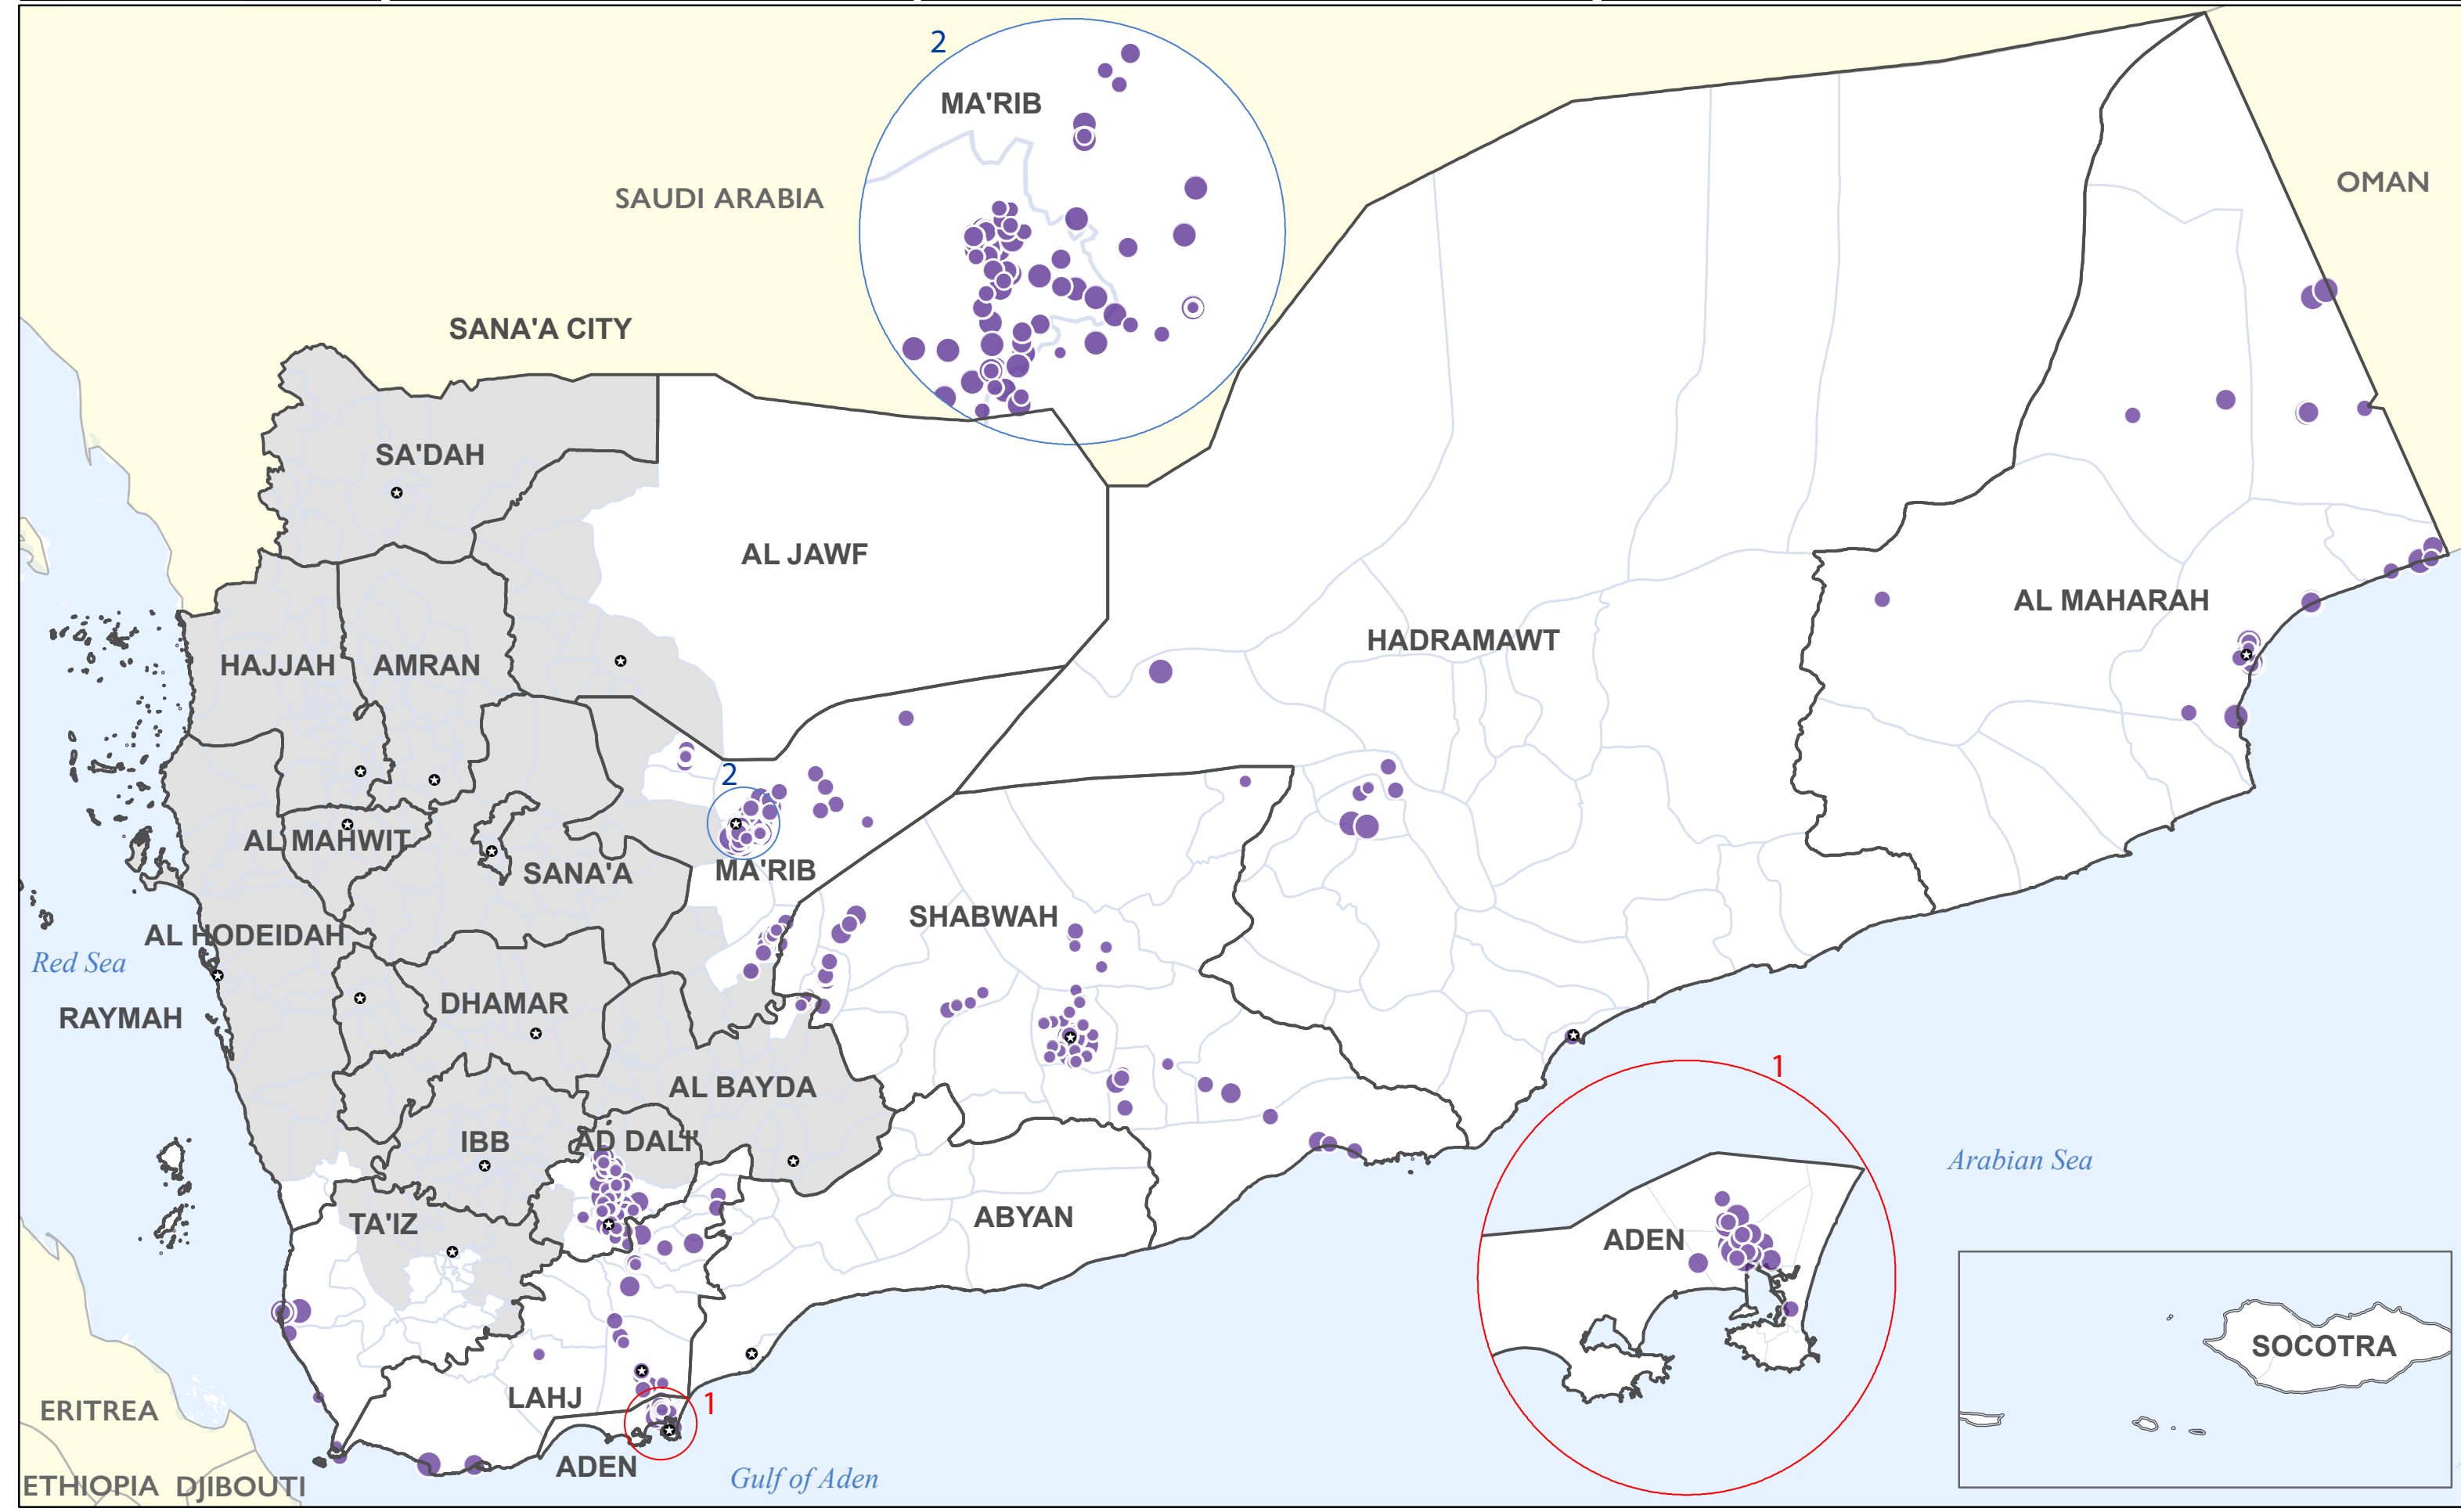 2
MA'RIB
SAUDI ARABIA
OMAN
SANA'A CITY
SA'DAH
AL JAWF
AL MAHARAH
HADRAMAWT
HAJJAH
AMRAN
2
AL MAHWIT
MA'RIB
SANA'A
SHABWAH
AL HODEIDAH
Red Sea
DHAMAR
RAYMAH
1
AL BAYDA
IBB
AD DALI'
Arabian Sea
TA'IZ
ABYAN
ADEN
SOCOTRA
LAHJ
1
ERITREA
ADEN
Gulf of Aden
ETHIOPIA
DJIBOUTI